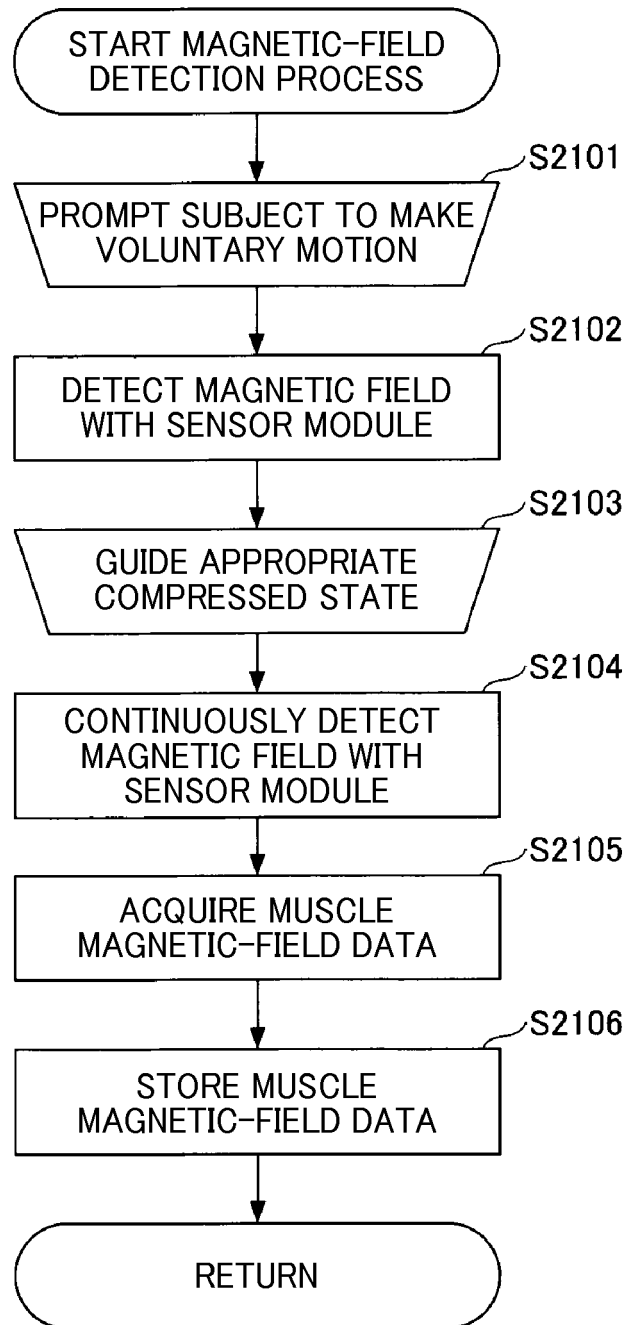 START MAGNETIC-FIELD
DETECTION PROCESS
S2101
PROMPT SUBJECT TO MAKE
VOLUNTARY MOTION
S2102
DETECT MAGNETIC FIELD
WITH SENSOR MODULE
S2103
GUIDE APPROPRIATE
COMPRESSED STATE
S2104
CONTINUOUSLY DETECT
MAGNETIC FIELD WITH
SENSOR MODULE
S2105
ACQUIRE MUSCLE
MAGNETIC-FIELD DATA
S2106
STORE MUSCLE
MAGNETIC-FIELD DATA
RETURN